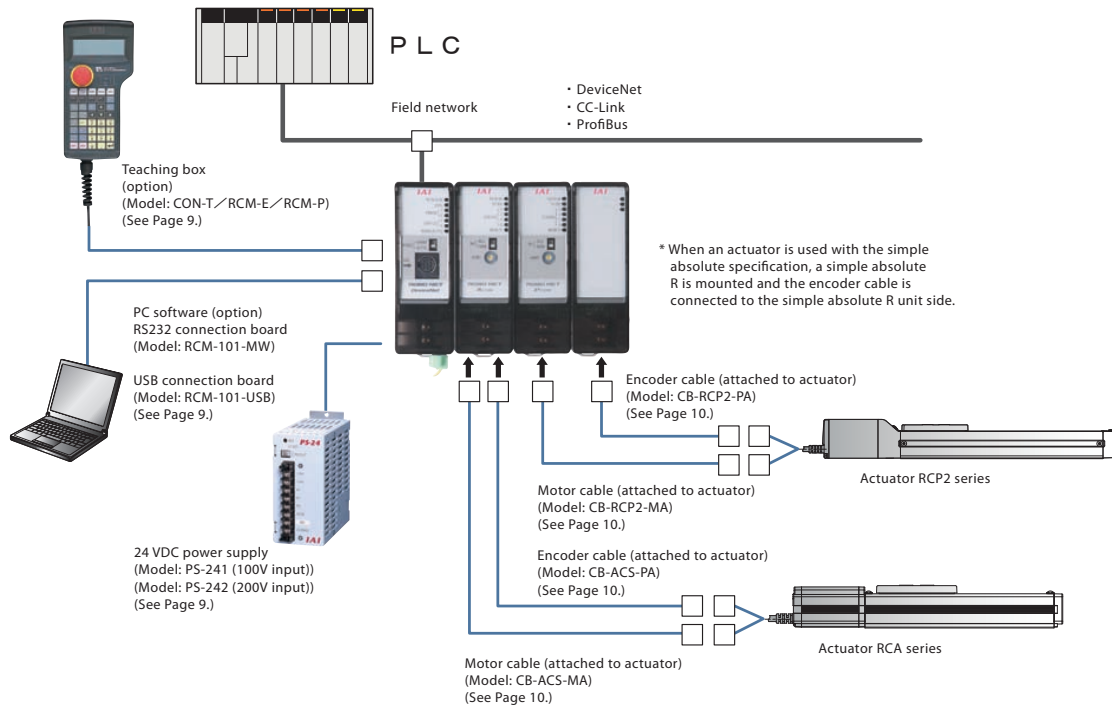 PLC
Field network
・DeviceNet
・CC-Link
・ProfiBus
Teaching box
(option)
(Model: CON-T／RCM-E／RCM-P)
(See Page 9.)
IAI
IAI
IAI
IAI
* When an actuator is used with the simple
absolute specification, a simple absolute
R is mounted and the encoder cable is
connected to the simple absolute R unit side.
PC software (option)
RS232 connection board
(Model: RCM-101-MW)
USB connection board
(Model: RCM-101-USB)
(See Page 9.)
PS-24
IAI
24 VDC power supply
(Model: PS-241 (100V input))
(Model: PS-242 (200V input))
(See Page 9.)
Encoder cable (attached to actuator)
(Model: CB-RCP2-PA)
(See Page 10.)
Actuator RCP2 series
Motor cable (attached to actuator)
(Model: CB-RCP2-MA)
(See Page 10.)
Encoder cable (attached to actuator)
(Model: CB-ACS-PA)
(See Page 10.)
Actuator RCA series
Motor cable (attached to actuator)
(Model: CB-ACS-MA)
(See Page 10.)